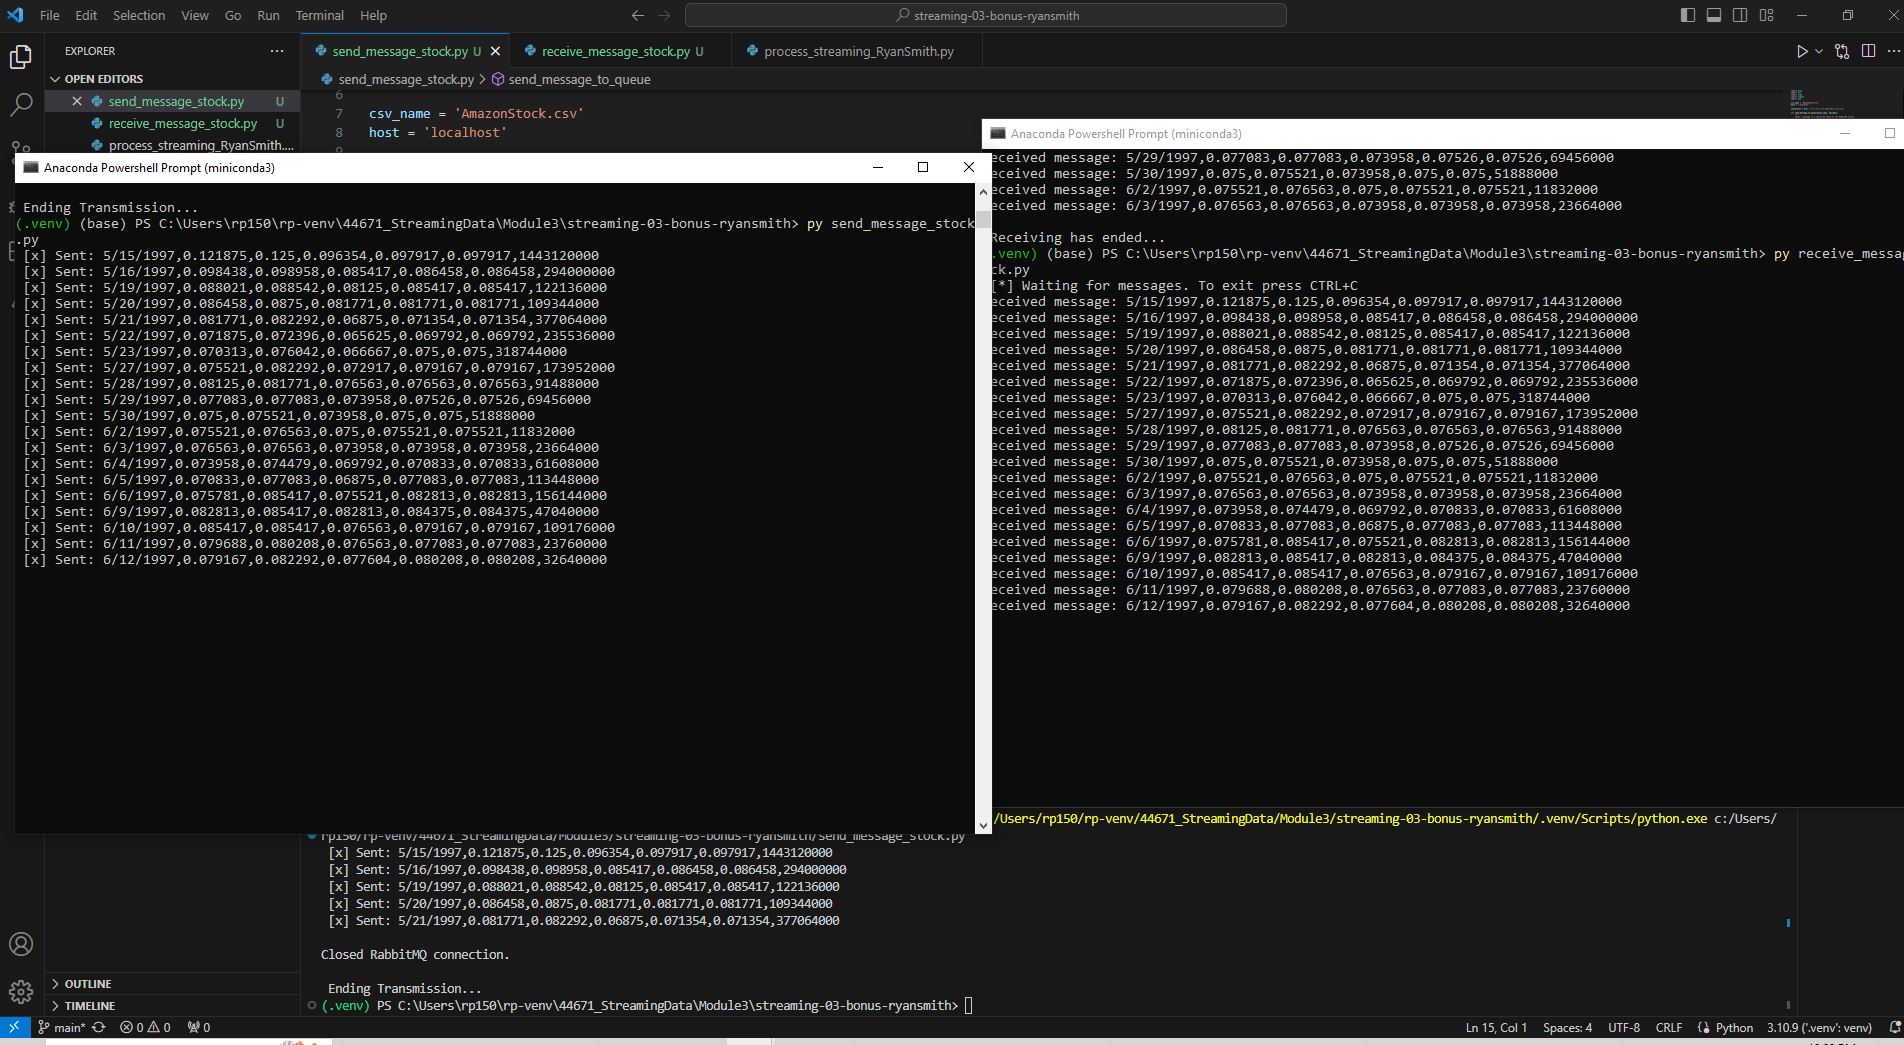 File Edit Selection View Go Run Terminal Help
streaming-03-bonus-ryansmith
EXPLORER
OPEN EDITORS
send_message_stock.py U
receive_message_stock.py U
process_streaming_RyanSmith....
send_message_stock.py U
receive_message_stock.py U
process_streaming_RyanSmith.py
send_message_stock.py > send_message_to_queue
6
7 csv_name = 'AmazonStock.csv'
8 host = 'localhost'
9
Anaconda Powershell Prompt (miniconda3)
Ending Transmission...
(.venv) (base) PS C:\Users\rp150\rp-venv\44671_StreamingData\Module3\streaming-03-bonus-ryansmith> py send_message_stock
.py
[x] Sent: 5/15/1997,0.121875,0.125,0.096354,0.097917,0.097917,1443120000
[x] Sent: 5/16/1997,0.098438,0.098958,0.085417,0.086458,0.086458,294000000
[x] Sent: 5/19/1997,0.088021,0.088542,0.08125,0.085417,0.085417,122136000
[x] Sent: 5/20/1997,0.086458,0.0875,0.081771,0.081771,0.081771,109344000
[x] Sent: 5/21/1997,0.081771,0.082292,0.06875,0.071354,0.071354,377064000
[x] Sent: 5/22/1997,0.071875,0.072396,0.065625,0.069792,0.069792,235536000
[x] Sent: 5/23/1997,0.070313,0.076042,0.066667,0.075,0.075,318744000
[x] Sent: 5/27/1997,0.075521,0.082292,0.072917,0.079167,0.079167,173952000
[x] Sent: 5/28/1997,0.08125,0.081771,0.076563,0.076563,0.076563,91488000
[x] Sent: 5/29/1997,0.077083,0.077083,0.073958,0.07526,0.07526,69456000
[x] Sent: 5/30/1997,0.075,0.075521,0.073958,0.075,0.075,51888000
[x] Sent: 6/2/1997,0.075521,0.076563,0.075,0.075521,0.075521,11832000
[x] Sent: 6/3/1997,0.076563,0.076563,0.073958,0.073958,0.073958,23664000
[x] Sent: 6/4/1997,0.073958,0.074479,0.069792,0.070833,0.070833,61608000
[x] Sent: 6/5/1997,0.070833,0.077083,0.06875,0.077083,0.077083,113448000
[x] Sent: 6/6/1997,0.075781,0.085417,0.075521,0.082813,0.082813,156144000
[x] Sent: 6/9/1997,0.082813,0.085417,0.082813,0.084375,0.084375,47040000
[x] Sent: 6/10/1997,0.085417,0.085417,0.076563,0.079167,0.079167,109176000
[x] Sent: 6/11/1997,0.079688,0.080208,0.076563,0.077083,0.077083,23760000
[x] Sent: 6/12/1997,0.079167,0.082292,0.077604,0.080208,0.080208,32640000
Anaconda Powershell Prompt (miniconda3)
eceived message: 5/29/1997,0.077083,0.077083,0.073958,0.07526,0.07526,69456000
eceived message: 5/30/1997,0.075,0.075521,0.073958,0.075,0.075,51888000
eceived message: 6/2/1997,0.075521,0.076563,0.075,0.075521,0.075521,11832000
eceived message: 6/3/1997,0.076563,0.076563,0.073958,0.073958,0.073958,23664000
Receiving has ended...
.venv) (base) PS C:\Users\rp150\rp-venv\44671_StreamingData\Module3\streaming-03-bonus-ryansmith> py receive_messa
ck.py
[*] Waiting for messages. To exit press CTRL+C
eceived message: 5/15/1997,0.121875,0.125,0.096354,0.097917,0.097917,1443120000
eceived message: 5/16/1997,0.098438,0.098958,0.085417,0.086458,0.086458,294000000
eceived message: 5/19/1997,0.088021,0.088542,0.08125,0.085417,0.085417,122136000
eceived message: 5/20/1997,0.086458,0.0875,0.081771,0.081771,0.081771,109344000
eceived message: 5/21/1997,0.081771,0.082292,0.06875,0.071354,0.071354,377064000
eceived message: 5/22/1997,0.071875,0.072396,0.065625,0.069792,0.069792,235536000
eceived message: 5/23/1997,0.070313,0.076042,0.066667,0.075,0.075,318744000
eceived message: 5/27/1997,0.075521,0.082292,0.072917,0.079167,0.079167,173952000
eceived message: 5/28/1997,0.08125,0.081771,0.076563,0.076563,0.076563,91488000
eceived message: 5/29/1997,0.077083,0.077083,0.073958,0.07526,0.07526,69456000
eceived message: 5/30/1997,0.075,0.075521,0.073958,0.075,0.075,51888000
eceived message: 6/2/1997,0.075521,0.076563,0.075,0.075521,0.075521,11832000
eceived message: 6/3/1997,0.076563,0.076563,0.073958,0.073958,0.073958,23664000
eceived message: 6/4/1997,0.073958,0.074479,0.069792,0.070833,0.070833,61608000
eceived message: 6/5/1997,0.070833,0.077083,0.06875,0.077083,0.077083,113448000
eceived message: 6/6/1997,0.075781,0.085417,0.075521,0.082813,0.082813,156144000
eceived message: 6/9/1997,0.082813,0.085417,0.082813,0.084375,0.084375,47040000
eceived message: 6/10/1997,0.085417,0.085417,0.076563,0.079167,0.079167,109176000
eceived message: 6/11/1997,0.079688,0.080208,0.076563,0.077083,0.077083,23760000
eceived message: 6/12/1997,0.079167,0.082292,0.077604,0.080208,0.080208,32640000
/Users/rp150/rp-venv/44671_StreamingData/Module3/streaming-03-bonus-ryansmith/.venv/Scripts/python.exe c:/Users/
rp150/rp-venv/44671_StreamingData/Module3/streaming-03-bonus-ryansmith/send_message_stock.py
[x] Sent: 5/15/1997,0.121875,0.125,0.096354,0.097917,0.097917,1443120000
[x] Sent: 5/16/1997,0.098438,0.098958,0.085417,0.086458,0.086458,294000000
[x] Sent: 5/19/1997,0.088021,0.088542,0.08125,0.085417,0.085417,122136000
[x] Sent: 5/20/1997,0.086458,0.0875,0.081771,0.081771,0.081771,109344000
[x] Sent: 5/21/1997,0.081771,0.082292,0.06875,0.071354,0.071354,377064000
Closed RabbitMQ connection.
Ending Transmission...
(.venv) PS C:\Users\rp150\rp-venv\44671_StreamingData\Module3\streaming-03-bonus-ryansmith>
OUTLINE
TIMELINE
main* 0 0 0
Ln 15, Col 1 Spaces: 4 UTF-8 CRLF Python 3.10.9 ('.venv': venv)